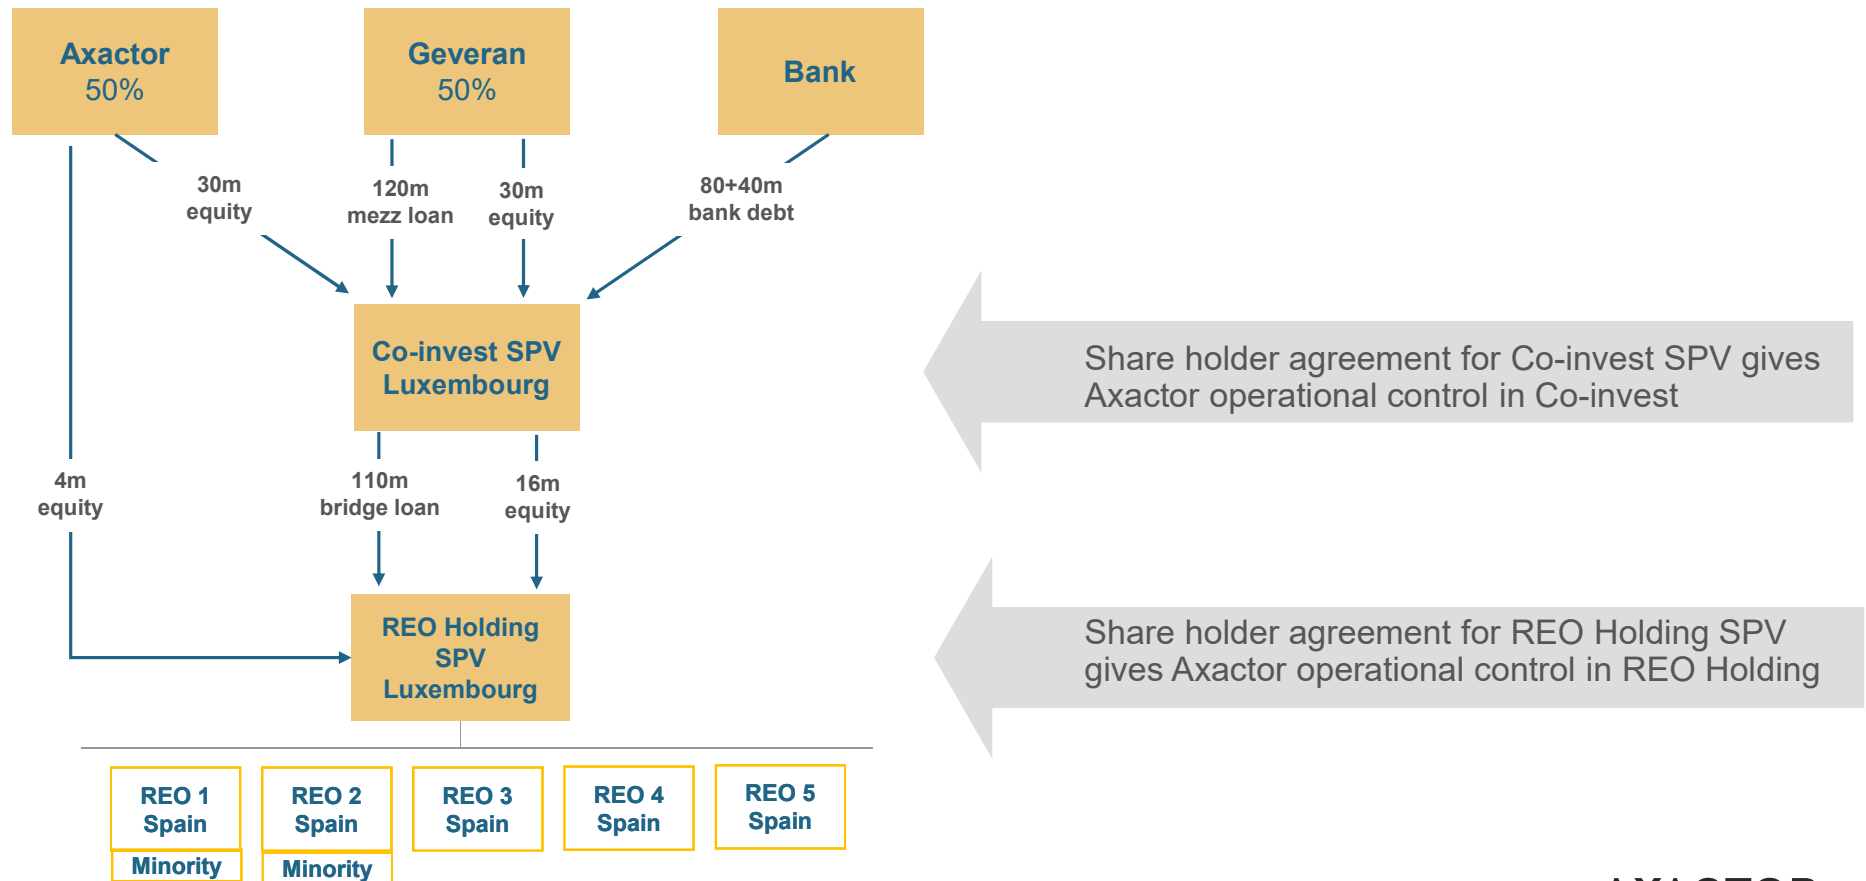 Axactor
50%
Geveran
50%
Bank
30m
equity
120m
mezz loan
30m
equity
80+40m
bank debt
Co-invest SPV
Luxembourg
Share holder agreement for Co-invest SPV gives
Axactor operational control in Co-invest
4m
equity
110m
bridge loan
16m
equity
REO Holding
SPV
Luxembourg
Share holder agreement for REO Holding SPV
gives Axactor operational control in REO Holding
REO 1
Spain
Minority
REO 2
Spain
Minority
REO 3
Spain
REO 4
Spain
REO 5
Spain
AXACTOR